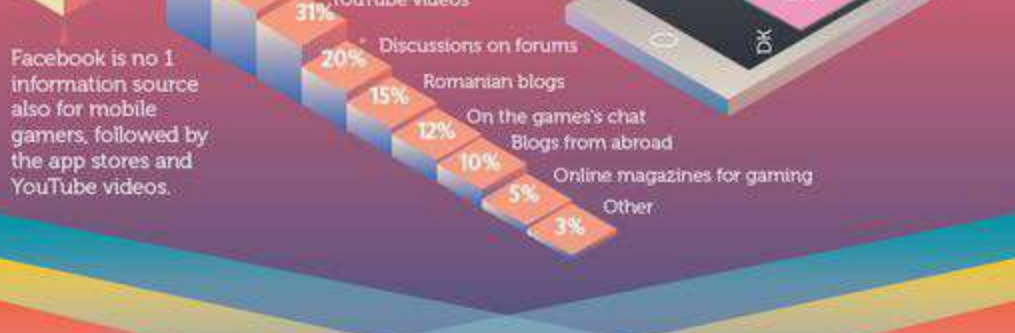 Facebook is no 1
information source
also for mobile
gamers, followed by
the app stores and
YouTube videos.
31% YouTube videos
20% Discussions on forums
15% Romanian blogs
12% On the games's chat
10% Blogs from abroad
5% Online magazines for gaming
3% Other
DK